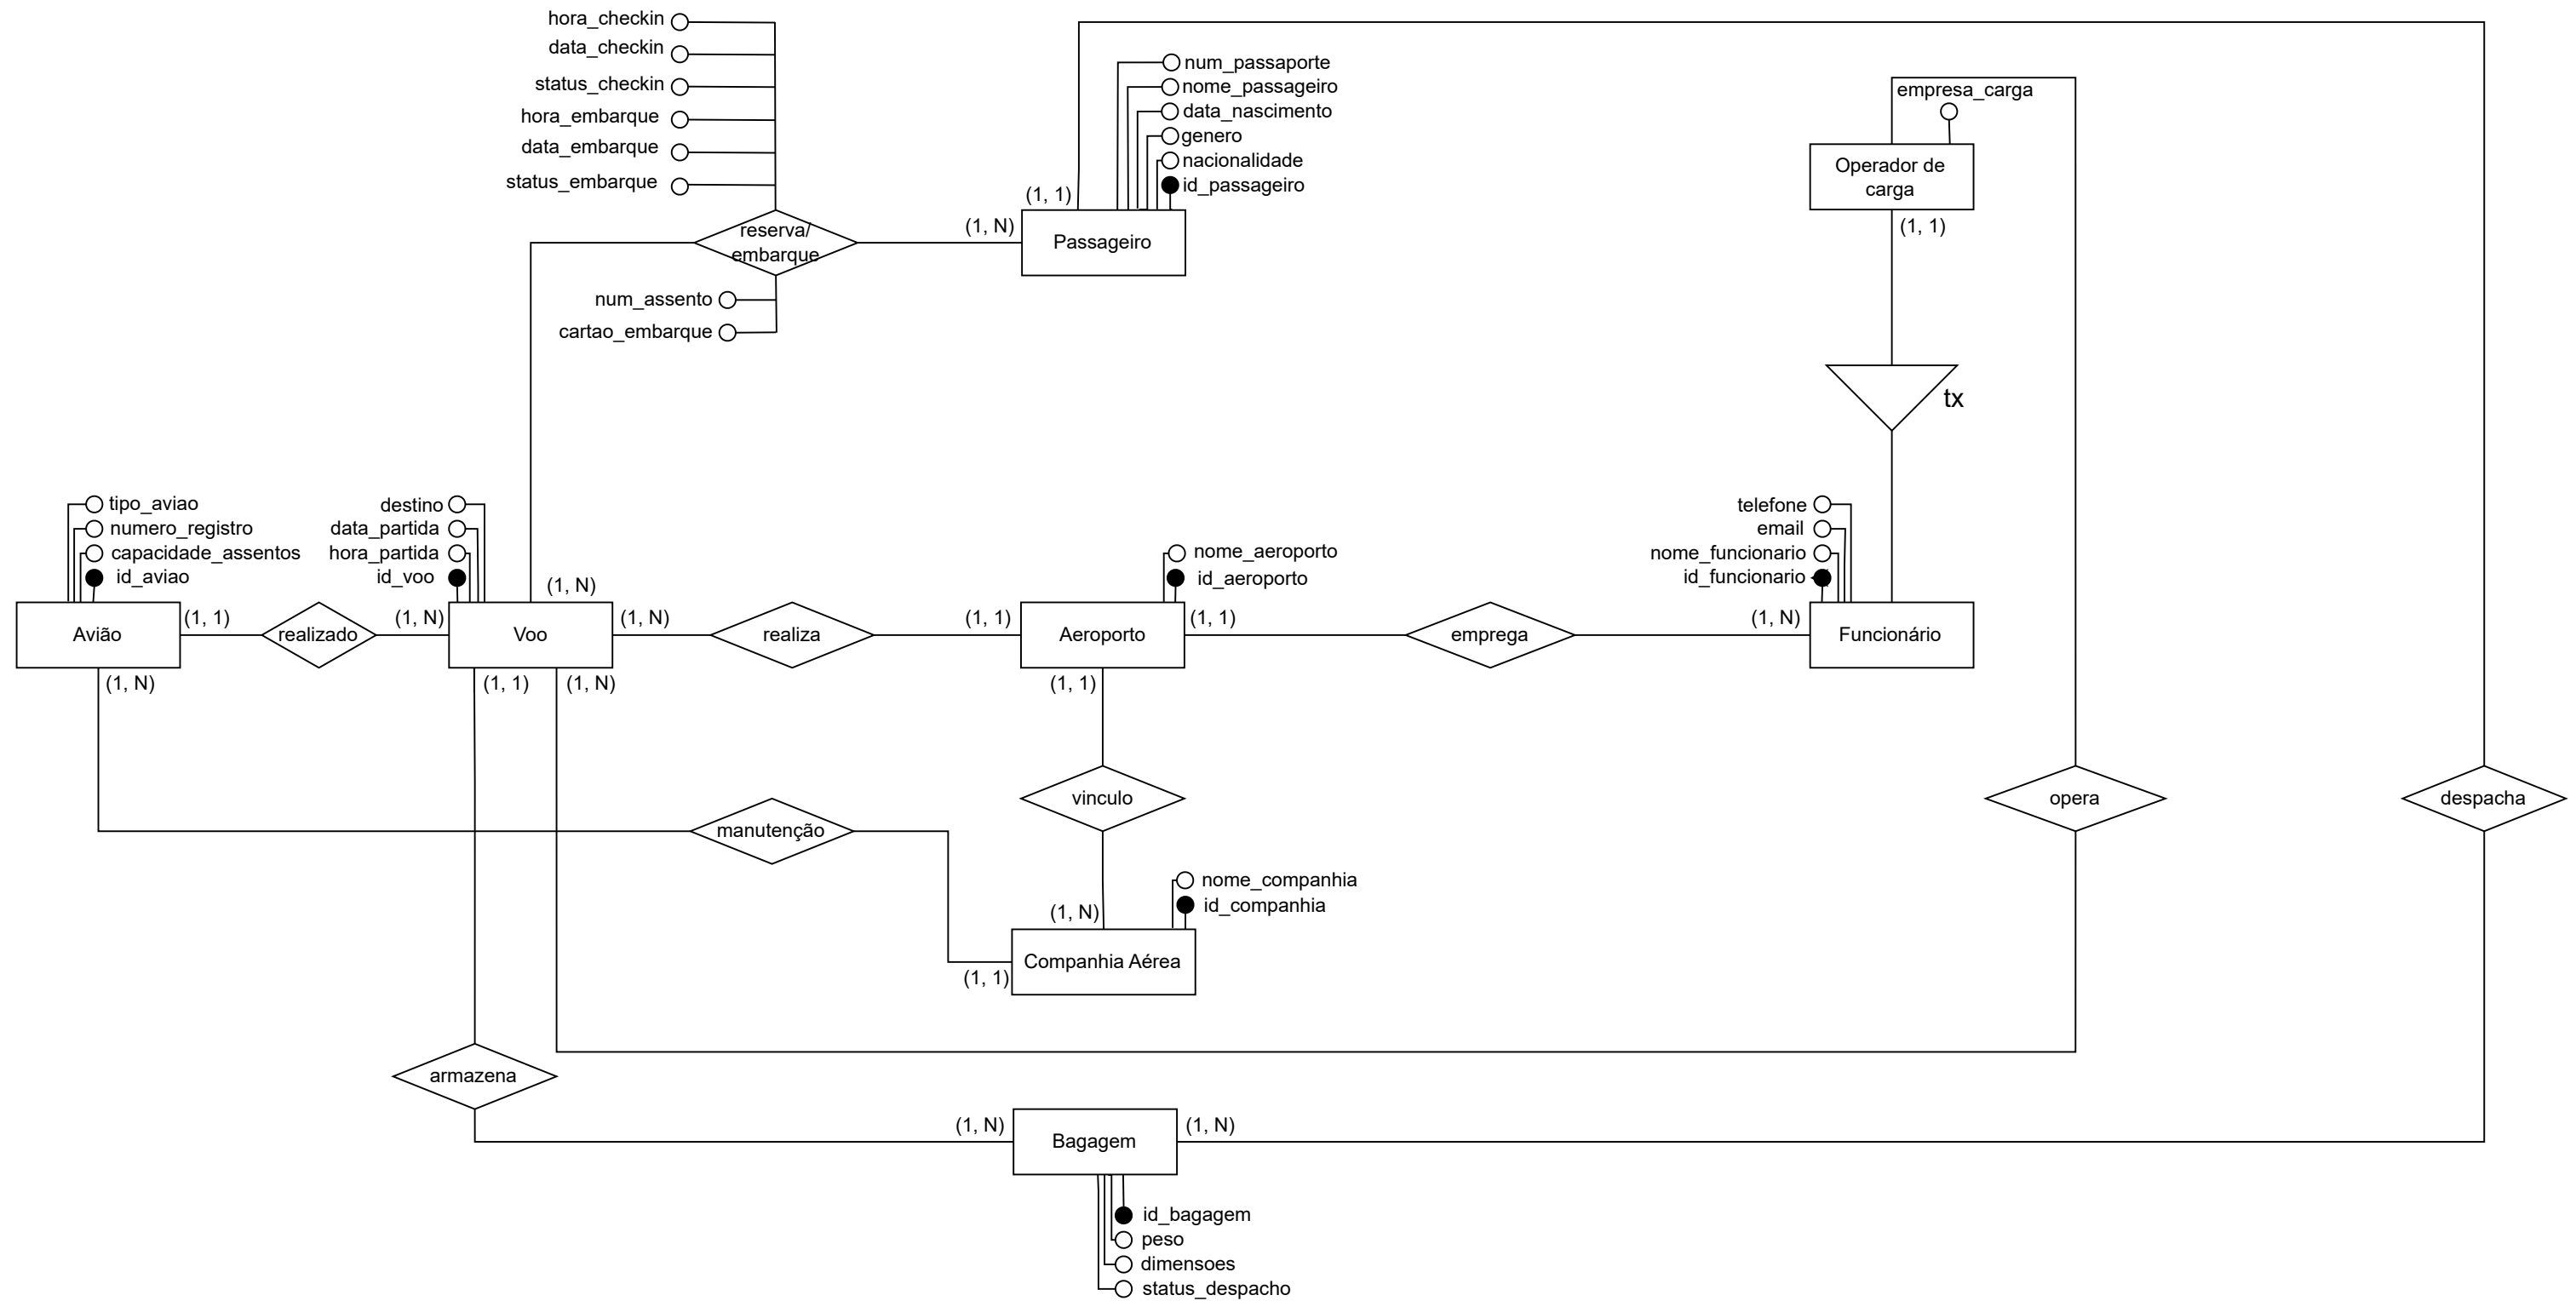 hora_checkin
data_checkin
status_checkin
hora_embarque
data_embarque
status_embarque
reserva/
embarque
num_assento
cartao_embarque
(1, N)
(1, 1)
num_passaporte
nome_passageiro
data_nascimento
genero
nacionalidade
id_passageiro
Passageiro
empresa_carga
Operador de
carga
(1, 1)
tx
tipo_aviao
numero_registro
capacidade_assentos
id_aviao
Avião
(1, 1)
(1, N)
realizado
destino
data_partida
hora_partida
id_voo
(1, N)
(1, N)
Voo
(1, N)
(1, 1)
(1, N)
realiza
(1, 1)
nome_aeroporto
id_aeroporto
Aeroporto
(1, 1)
(1, 1)
emprega
(1, N)
telefone
email
nome_funcionario
id_funcionario
Funcionário
manutenção
vinculo
opera
despacha
nome_companhia
id_companhia
(1, N)
Companhia Aérea
(1, 1)
armazena
(1, N)
Bagagem
(1, N)
id_bagagem
peso
dimensoes
status_despacho